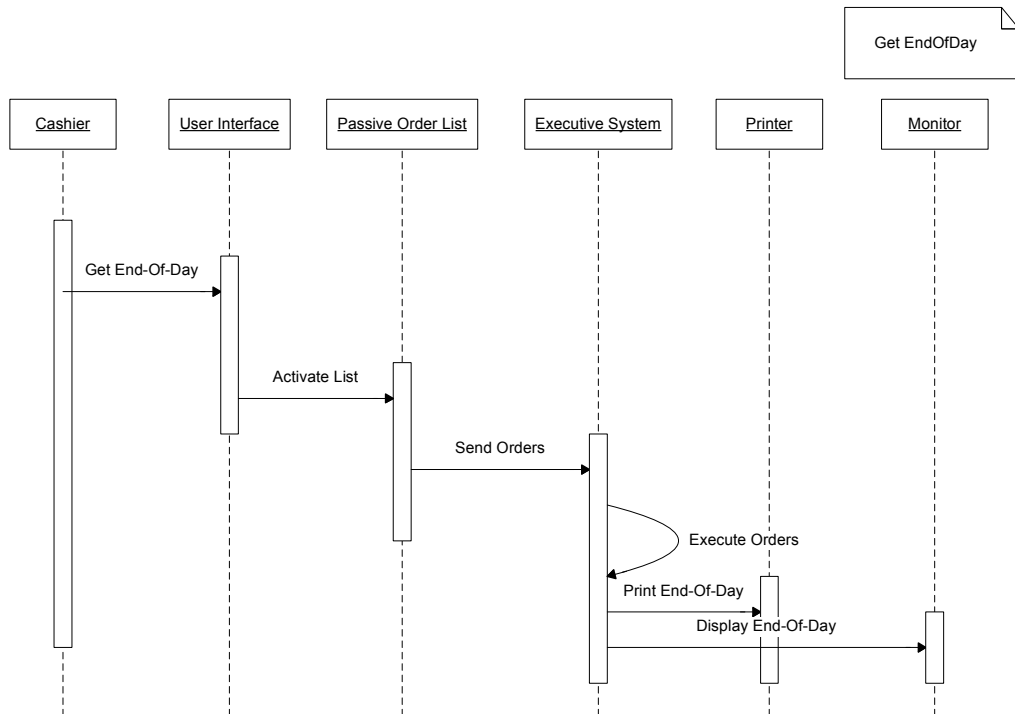 Get EndOfDay
Cashier
User Interface
Passive Order List
Executive System
Printer
Monitor
Get End-Of-Day
Activate List
Send Orders
Execute Orders
Print End-Of-Day
Display End-Of-Day